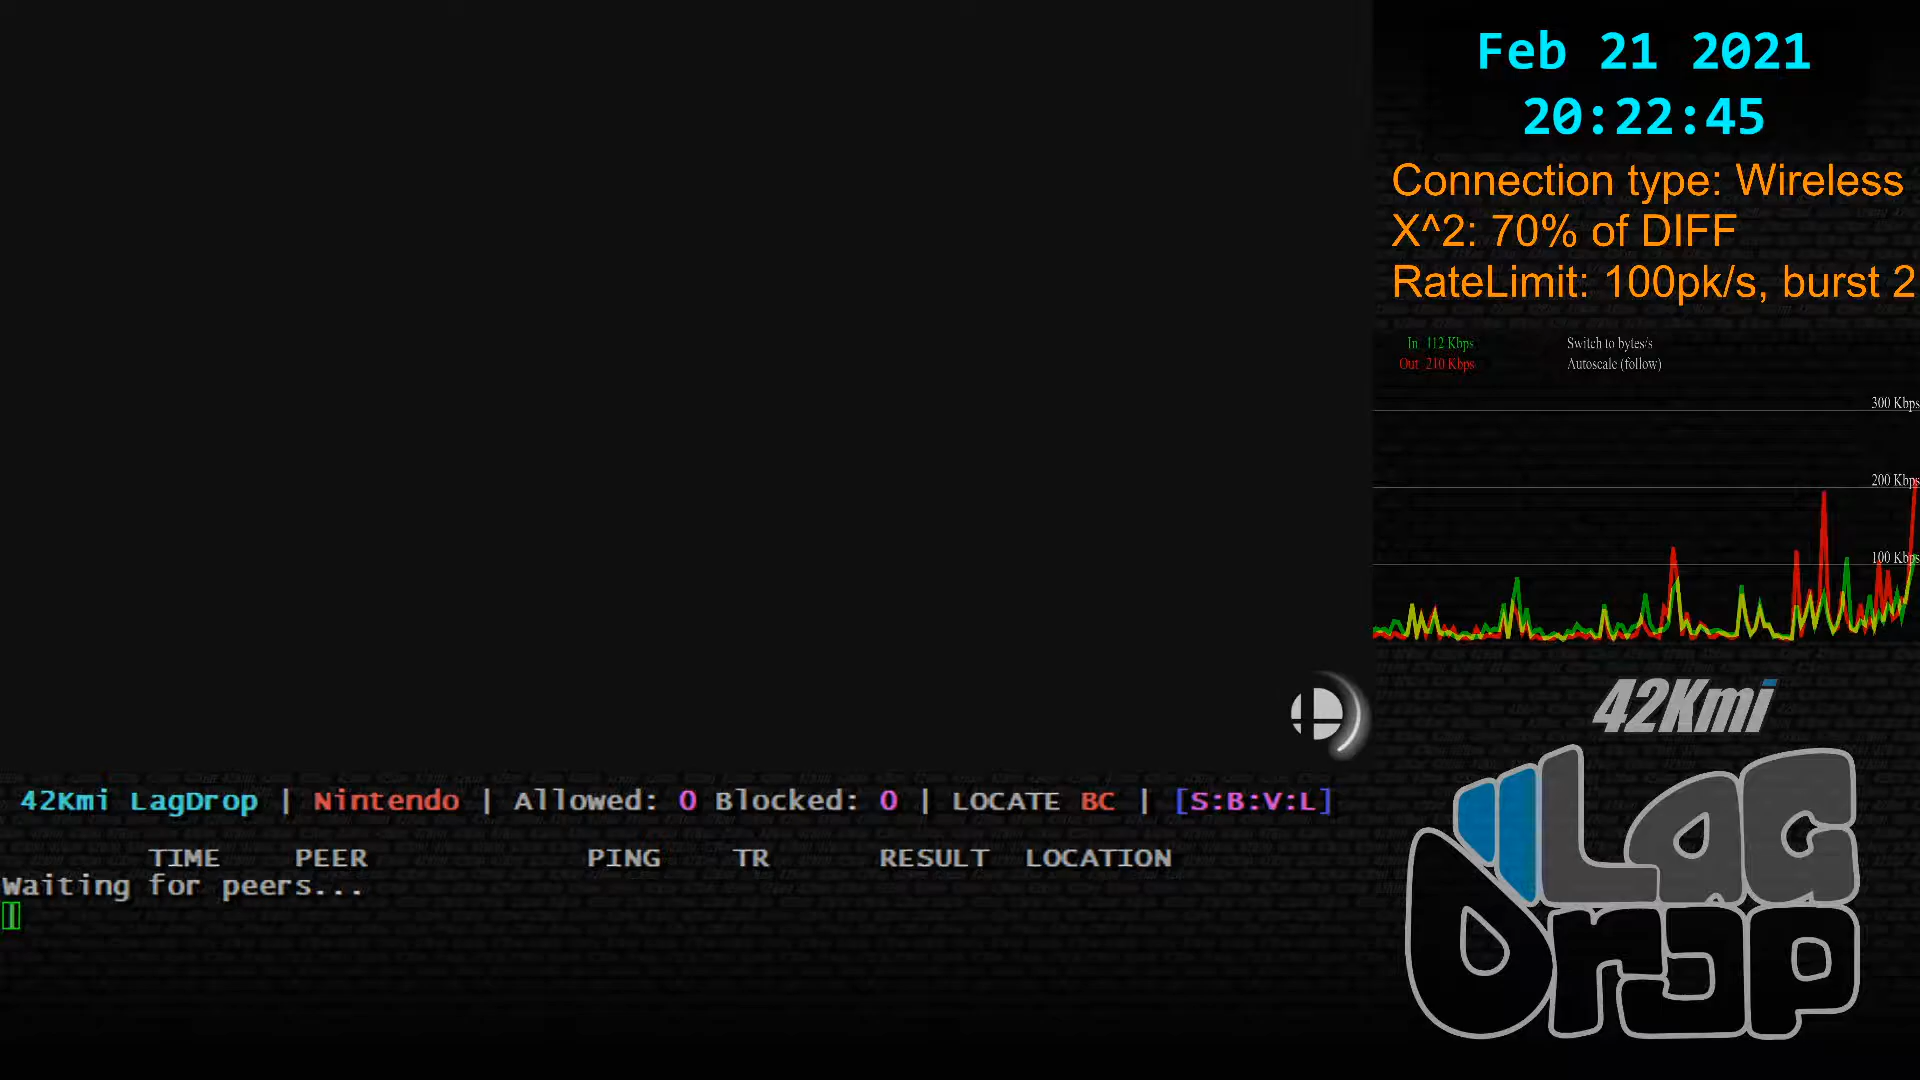 Feb 21 2021
20:22:45
Connection type: Wireless
X^2: 70% of DIFF
RateLimit: 100pk/s, burst 2
In 112 Kbps
Switch to bytes/s
Out 210 Kbps
Autoscale (follow)
300 Kbps
200 Kbps
100 Kbps
42Kmi
LagDrop
42Kmi LagDrop | Nintendo | Allowed: 0 Blocked: 0 | LOCATE BC | [S:B:V:L]
TIME PEER PING TR RESULT LOCATION
Waiting for peers...